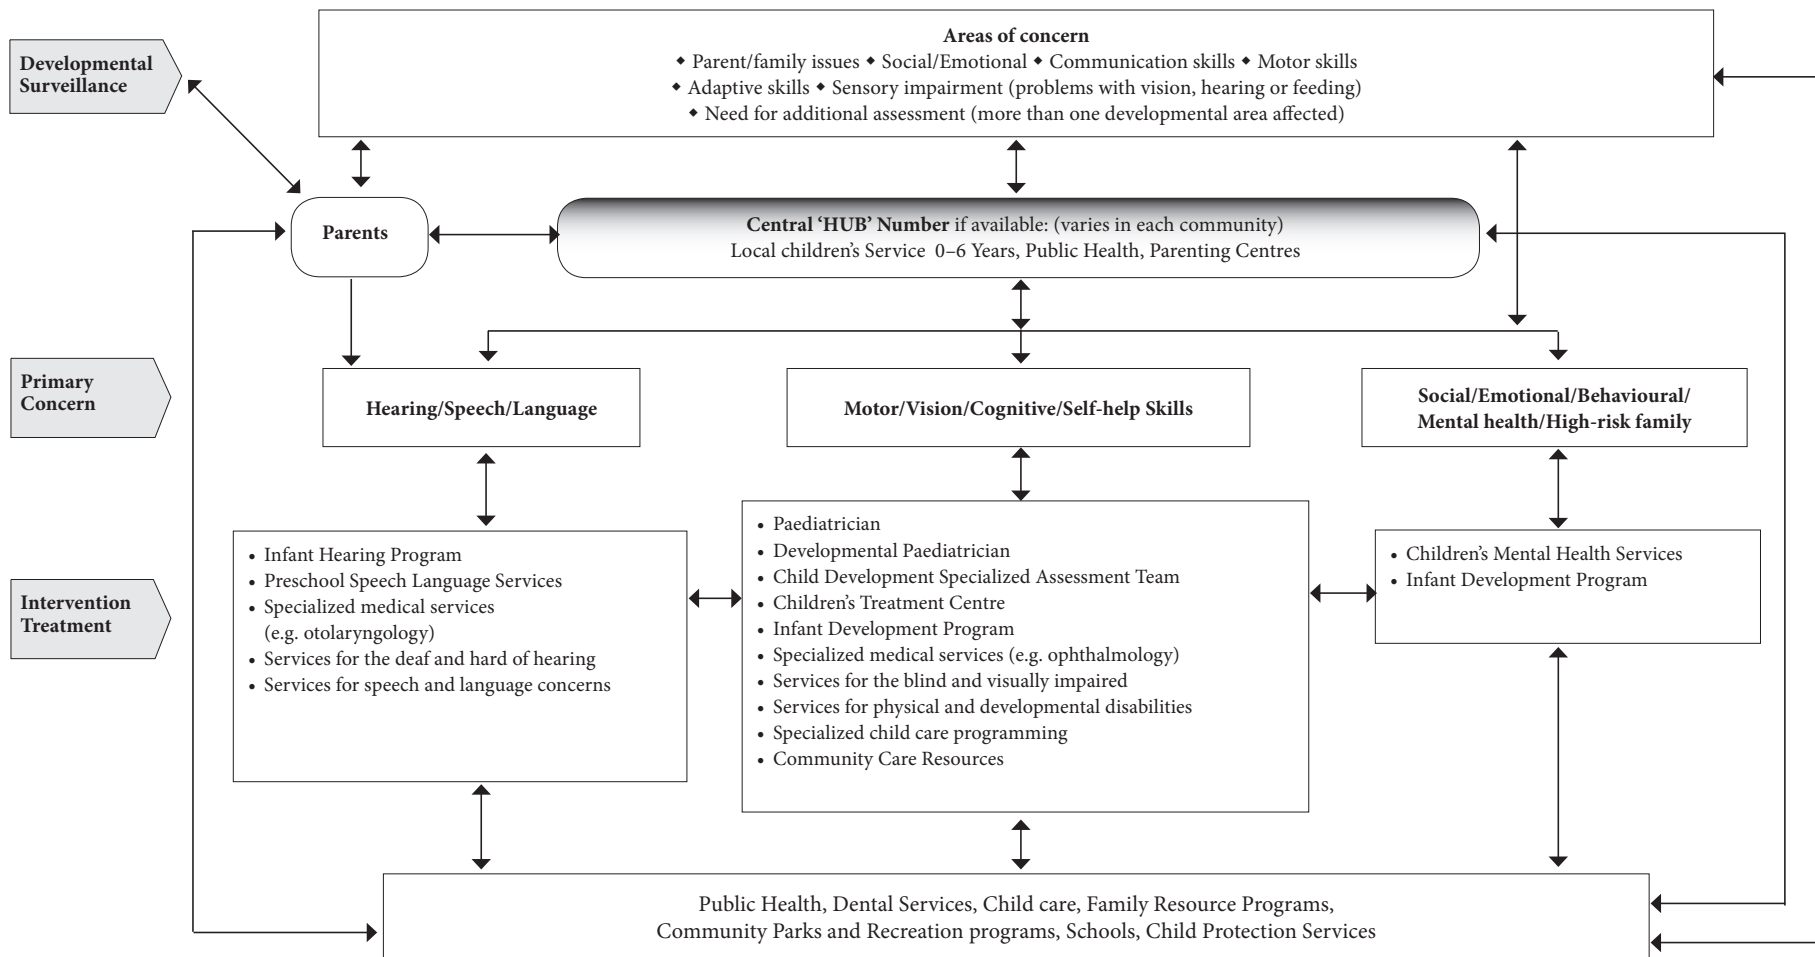 Areas of concern
◆ Parent/family issues ◆ Social/Emotional ◆ Communication skills ◆ Motor skills
◆ Adaptive skills ◆ Sensory impairment (problems with vision, hearing or feeding)
◆ Need for additional assessment (more than one developmental area affected)
Developmental
Surveillance
Parents
Central ‘HUB’ Number if available: (varies in each community)
Local children’s Service 0–6 Years, Public Health, Parenting Centres
Primary
Concern
Hearing/Speech/Language
Motor/Vision/Cognitive/Self-help Skills
Social/Emotional/Behavioural/
Mental health/High-risk family
Intervention
Treatment
• Infant Hearing Program
• Preschool Speech Language Services
• Specialized medical services
(e.g. otolaryngology)
• Services for the deaf and hard of hearing
• Services for speech and language concerns
• Paediatrician
• Developmental Paediatrician
• Child Development Specialized Assessment Team
• Children’s Treatment Centre
• Infant Development Program
• Specialized medical services (e.g. ophthalmology)
• Services for the blind and visually impaired
• Services for physical and developmental disabilities
• Specialized child care programming
• Community Care Resources
• Children’s Mental Health Services
• Infant Development Program
Public Health, Dental Services, Child care, Family Resource Programs,
Community Parks and Recreation programs, Schools, Child Protection Services